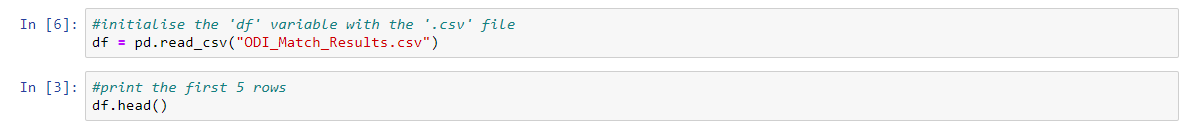 In [6]: #initialise the 'df' variable with the '.csv' file
df = pd.read_csv("ODI_Match_Results.csv")
In [3]: #print the first 5 rows
df.head()